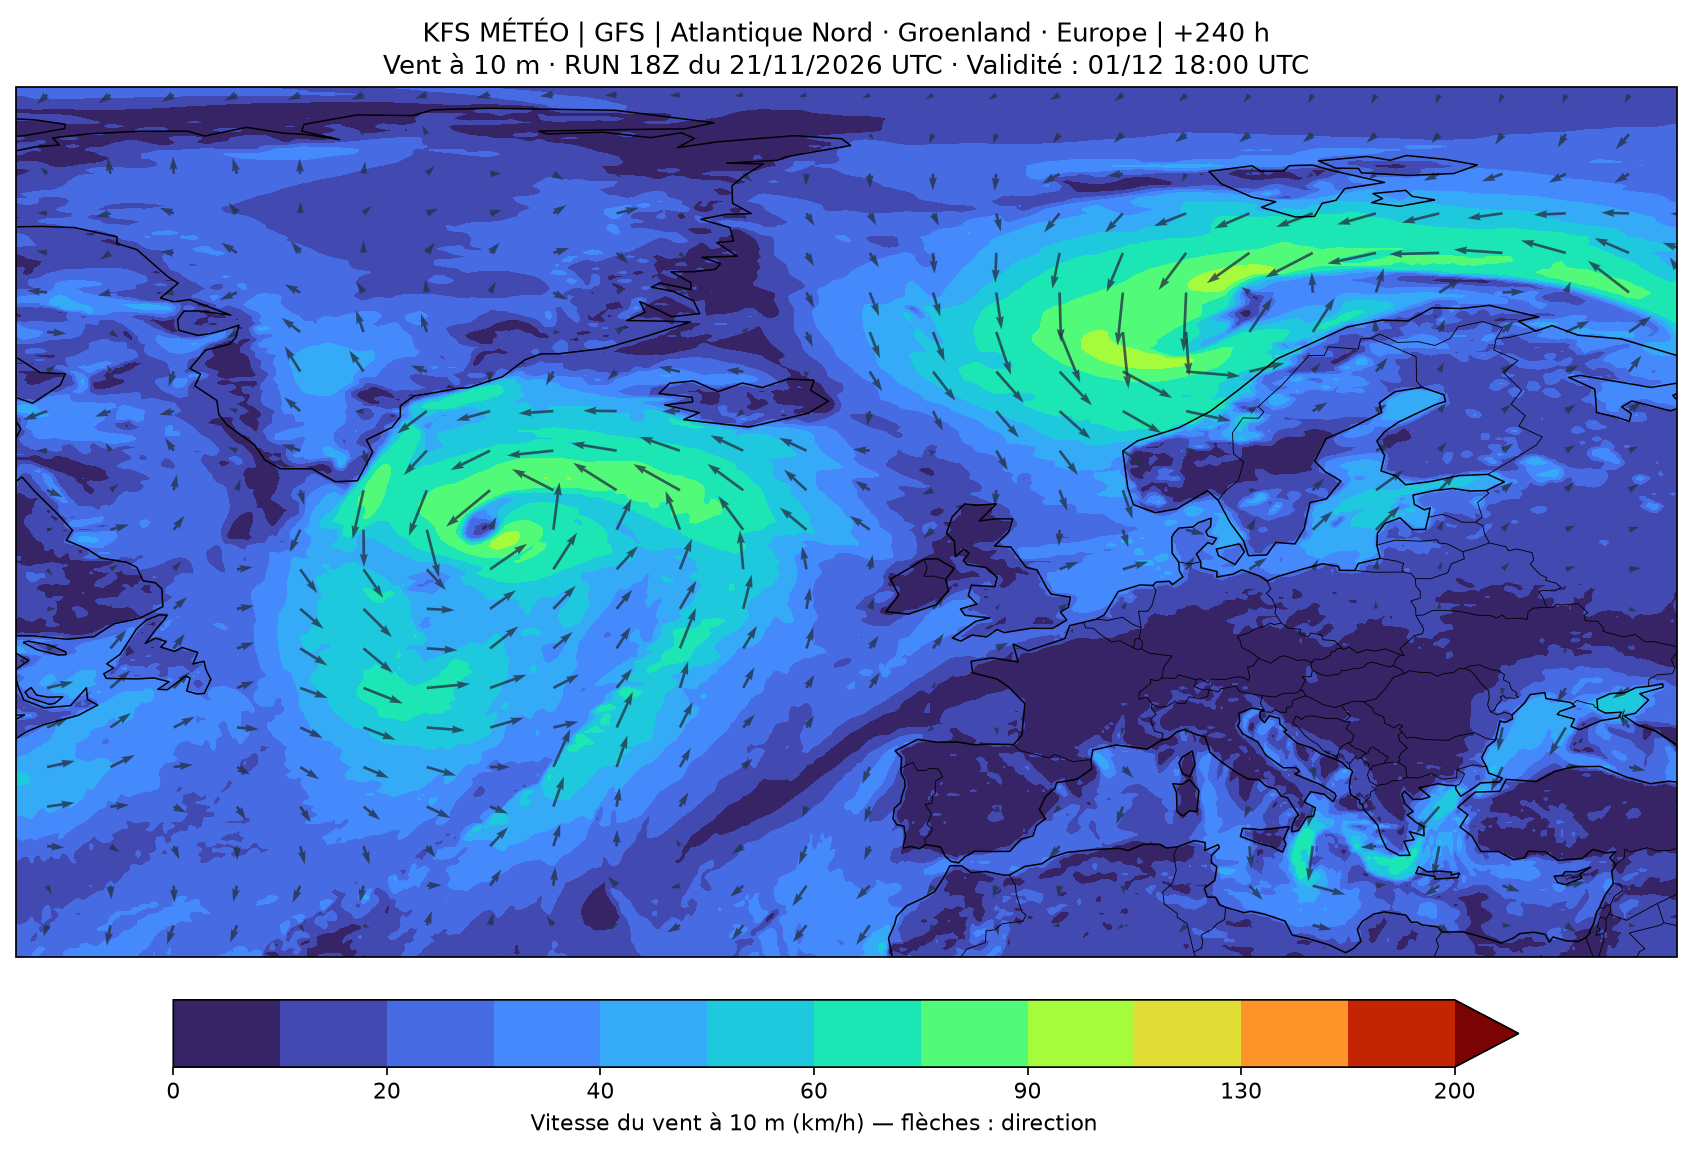 KFS MÉTÉO | GFS | Atlantique Nord · Groenland · Europe | +240 h
Vent à 10 m · RUN 18Z du 21/11/2026 UTC · Validité : 01/12 18:00 UTC
0 20 40 60 90 130 200
Vitesse du vent à 10 m (km/h) — flèches : direction